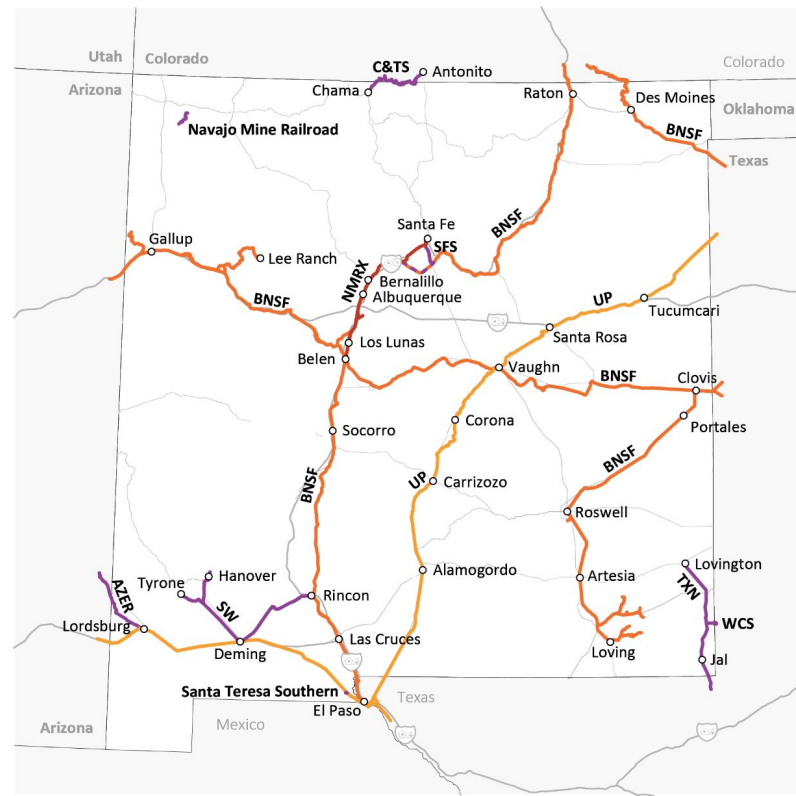 C&TS
Utah
Colorado
Colorado
Antonito
Arizona
Chama
Raton
Des Moines
Oklahoma
Navajo Mine Railroad
BNSF
Texas
Santa Fe
BNSF
Gallup
SFS
Lee Ranch
NMRX
Bernalillo
BNSF
Albuquerque
UP
Tucumcari
Santa Rosa
Los Lunas
Belen
Vaughn
BNSF
Clovis
Corona
Portales
Socorro
BNSF
BNSF
UP
Carrizozo
Roswell
Lovington
Alamogordo
Artesia
Hanover
Tyrone
TXN
AZER
SW
Rincon
WCS
Lordsburg
Las Cruces
Deming
Loving
Jal
Santa Teresa Southern
Texas
El Paso
Arizona
Mexico